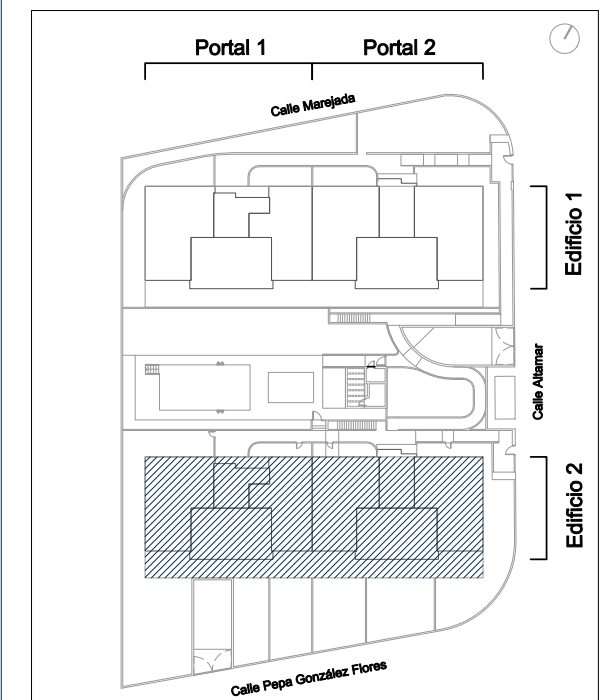 Portal 1
Portal 2
Calle Marejada
Edificio 1
Calle Altamar
Edificio 2
Calle Pepa González Flores